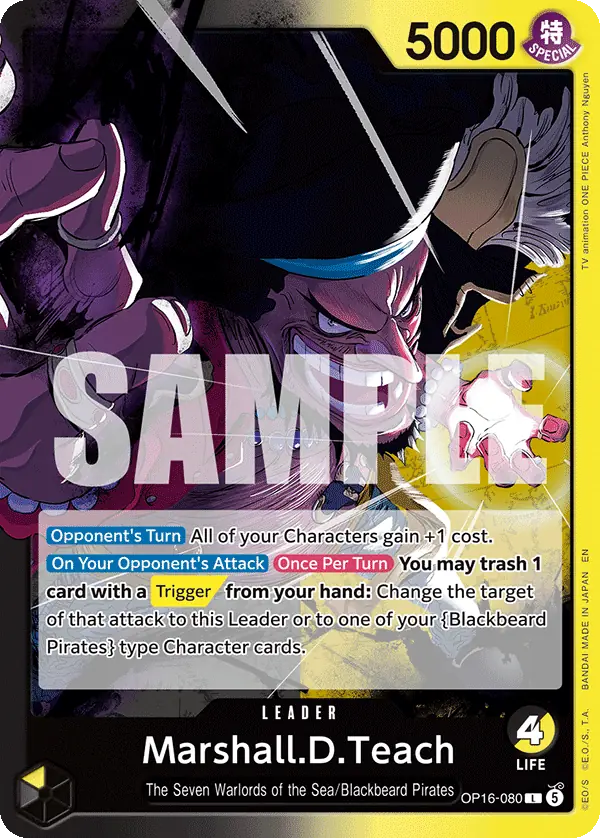 5000
特
SPECIAL
TV animation ONE PIECE Anthony Nguyen
SAMPLE
Opponent's Turn All of your Characters gain +1 cost.
On Your Opponent's Attack Once Per Turn You may trash 1
card with a Trigger from your hand: Change the target
of that attack to this Leader or to one of your {Blackbeard
Pirates} type Character cards.
BANDAI MADE IN JAPAN EN
©E.O./S., T.A.
©EO/S
LEADER
Marshall.D.Teach
4
LIFE
The Seven Warlords of the Sea/Blackbeard Pirates
OP16-080 L 5